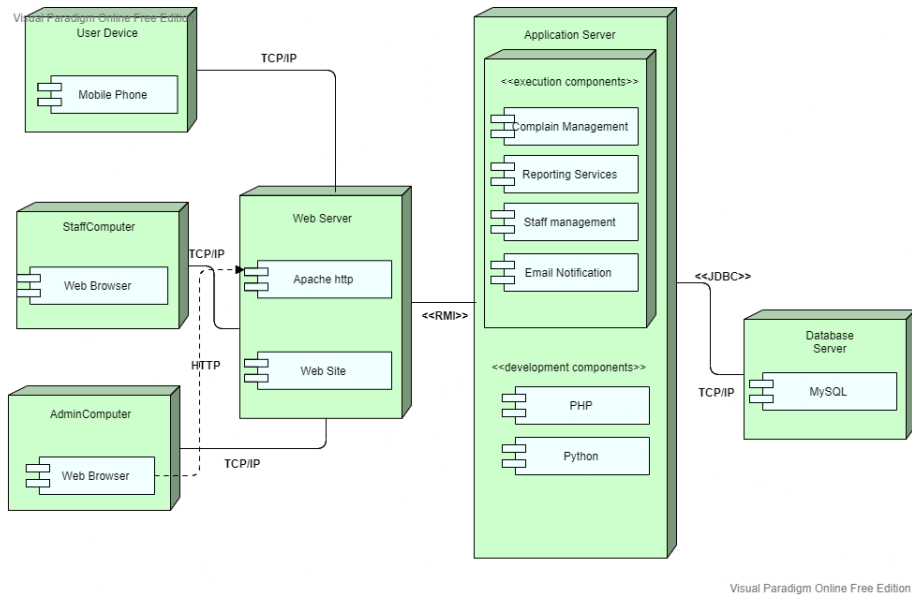 Visual Paradigm Online Free Edition
User Device
Mobile Phone
TCP/IP
Application Server
<<execution components>>
Complain Management
Reporting Services
Staff management
Email Notification
StaffComputer
Web Browser
TCP/IP
Web Server
Apache http
Web Site
HTTP
<<RMI>>
<<JDBC>>
Database
Server
MySQL
TCP/IP
<<development components>>
PHP
Python
AdminComputer
Web Browser
TCP/IP
Visual Paradigm Online Free Edition